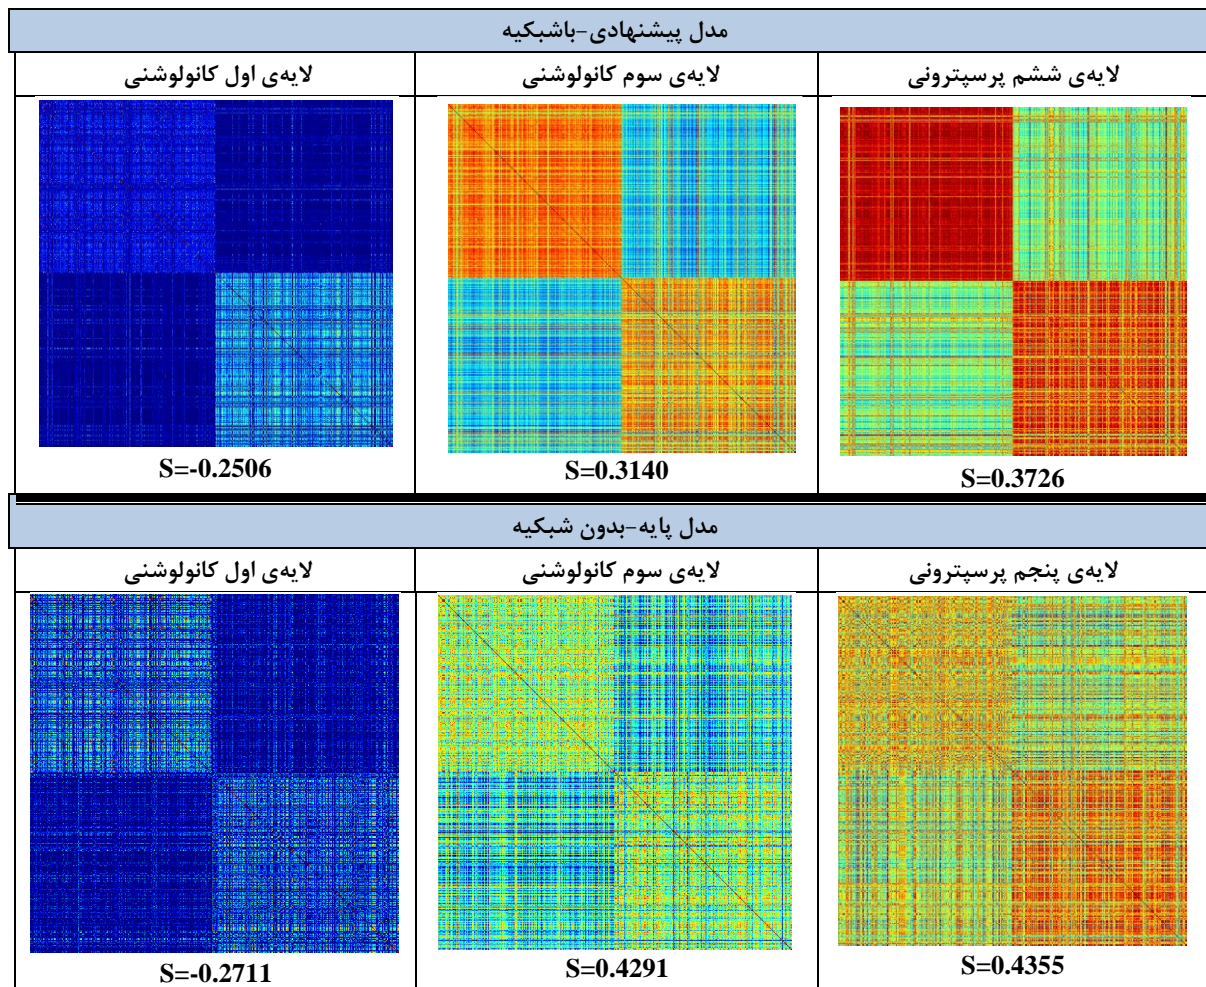 مدل پیشنهادی-باشبکیه
لایه‌ی اول کانولوشنی
لایه‌ی سوم کانولوشنی
لایه‌ی ششم پرسپترونی
S=-0.2506
S=0.3140
S=0.3726
مدل پایه-بدون شبکیه
لایه‌ی اول کانولوشنی
لایه‌ی سوم کانولوشنی
لایه‌ی پنجم پرسپترونی
S=-0.2711
S=0.4291
S=0.4355